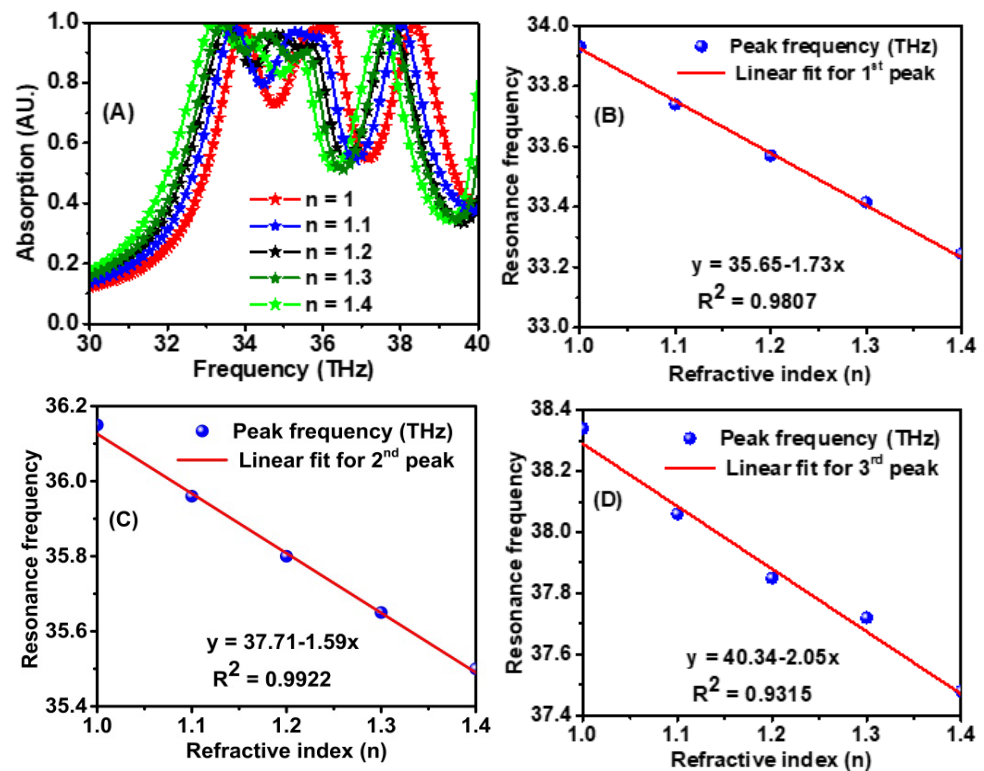 (A)
Absorption (AU.)
1.0
0.8
0.6
0.4
0.2
0.0
n = 1
n = 1.1
n = 1.2
n = 1.3
n = 1.4
30 32 34 36 38 40
Frequency (THz)
(B)
Resonance frequency
34.0
33.8
33.6
33.4
33.2
33.0
Peak frequency (THz)
Linear fit for 1st peak
y = 35.65-1.73x
R2 = 0.9807
1.0 1.1 1.2 1.3 1.4
Refractive index (n)
(C)
Resonance frequency
36.2
36.0
35.8
35.6
35.4
Peak frequency (THz)
Linear fit for 2nd peak
y = 37.71-1.59x
R2 = 0.9922
1.0 1.1 1.2 1.3 1.4
Refractive index (n)
(D)
Resonance frequency
38.4
38.2
38.0
37.8
37.6
37.4
Peak frequency (THz)
Linear fit for 3rd peak
y = 40.34-2.05x
R2 = 0.9315
1.0 1.1 1.2 1.3 1.4
Refractive index (n)